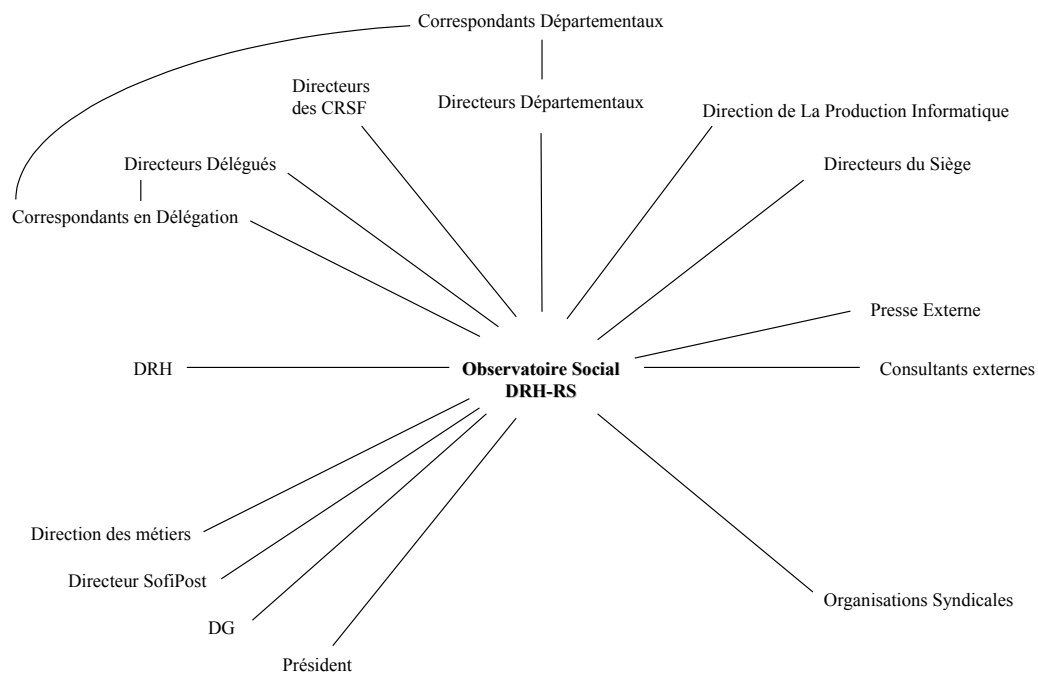 Correspondants Départementaux
Directeurs
des CRSF
Directeurs Départementaux
Direction de La Production Informatique
Directeurs Délégués
Directeurs du Siège
Correspondants en Délégation
Presse Externe
DRH
Observatoire Social
DRH-RS
Consultants externes
Direction des métiers
Directeur SofiPost
Organisations Syndicales
DG
Président